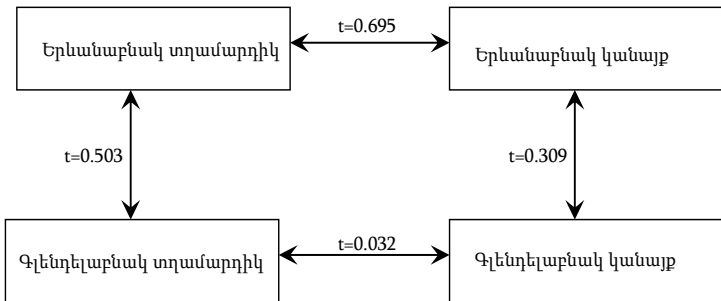 t=0.695
Երևանաբնակ տղամարդիկ
Երևանաբնակ կանայք
t=0.503
t=0.309
t=0.032
Գլենդելաբնակ տղամարդիկ
Գլենդելաբնակ կանայք